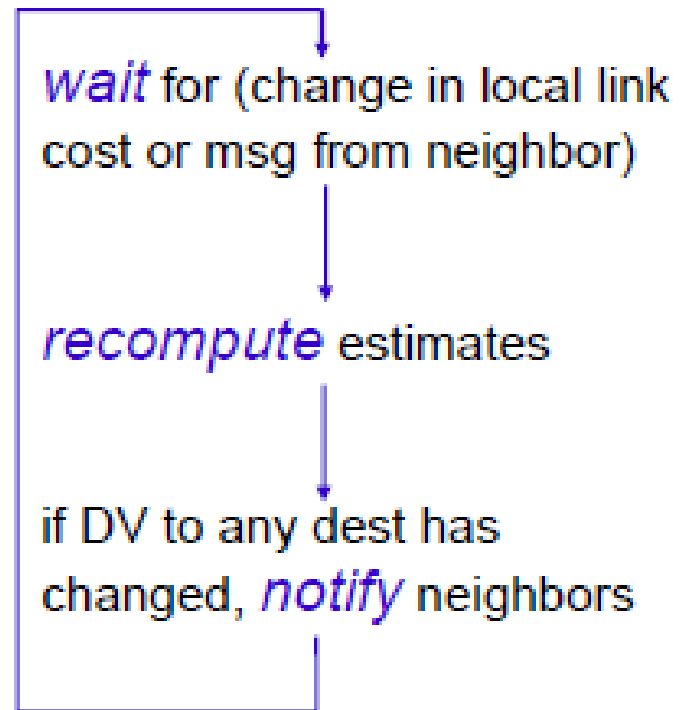 wait for (change in local link
cost or msg from neighbor)
recompute estimates
if DV to any dest has
changed, notify neighbors